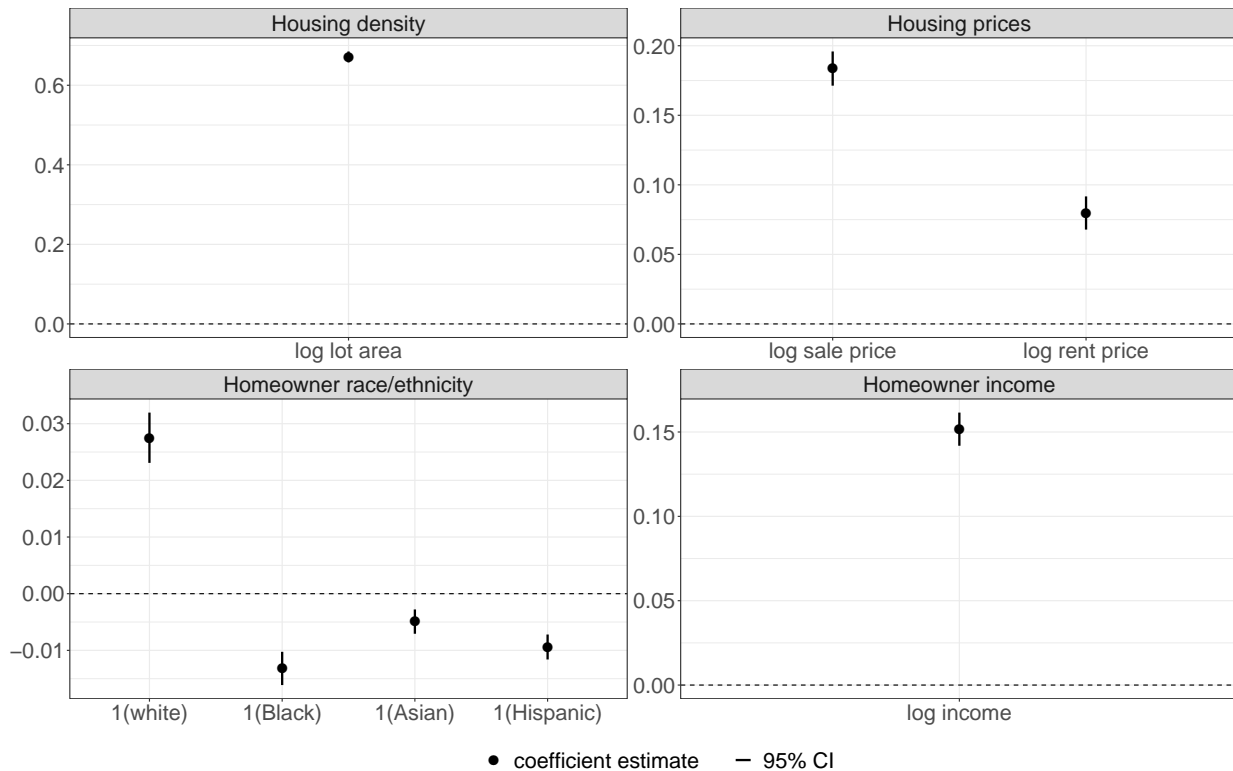 Housing density
0.6
0.4
0.2
0.0
log lot area
Housing prices
0.20
0.15
0.10
0.05
0.00
log sale price log rent price
Homeowner race/ethnicity
0.03
0.02
0.01
0.00
−0.01
1(white) 1(Black) 1(Asian) 1(Hispanic)
Homeowner income
0.15
0.10
0.05
0.00
log income
coefficient estimate 95% CI